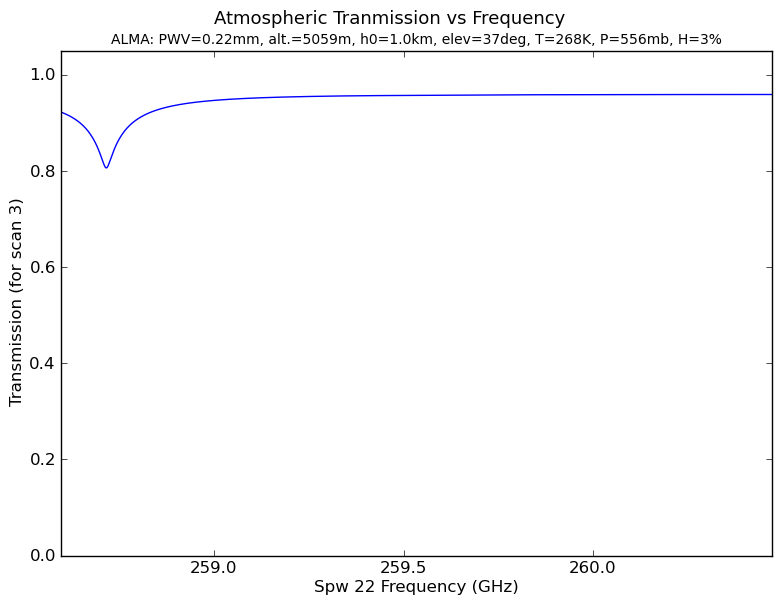 Atmospheric Tranmission vs Frequency
ALMA: PWV=0.22mm, alt.=5059m, h0=1.0km, elev=37deg, T=268K, P=556mb, H=3%
1.0
0.8
0.6
0.4
0.2
0.0
Transmission (for scan 3)
259.0
259.5
260.0
Spw 22 Frequency (GHz)